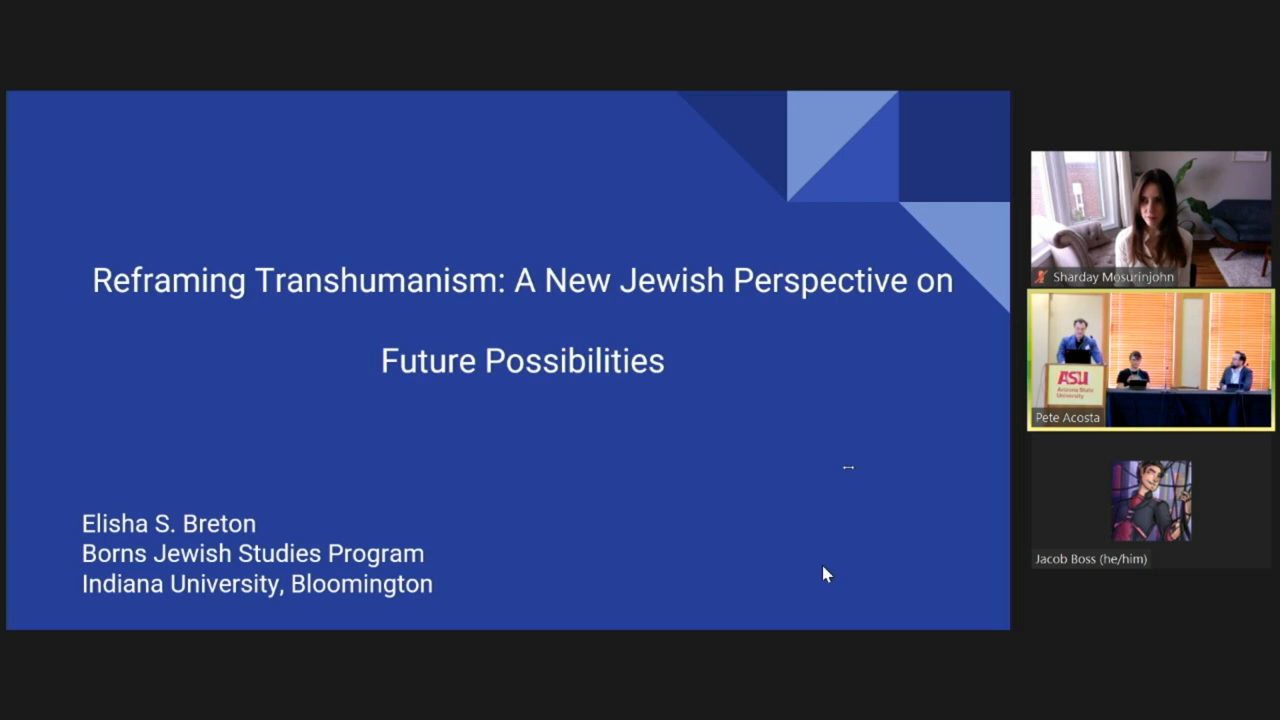 Reframing Transhumanism: A New Jewish Perspective on
Future Possibilities
Elisha S. Breton
Borns Jewish Studies Program
Indiana University, Bloomington
Sharday Mosurinjohn
ASU
Arizona State
University
Pete Acosta
Jacob Boss (he/him)